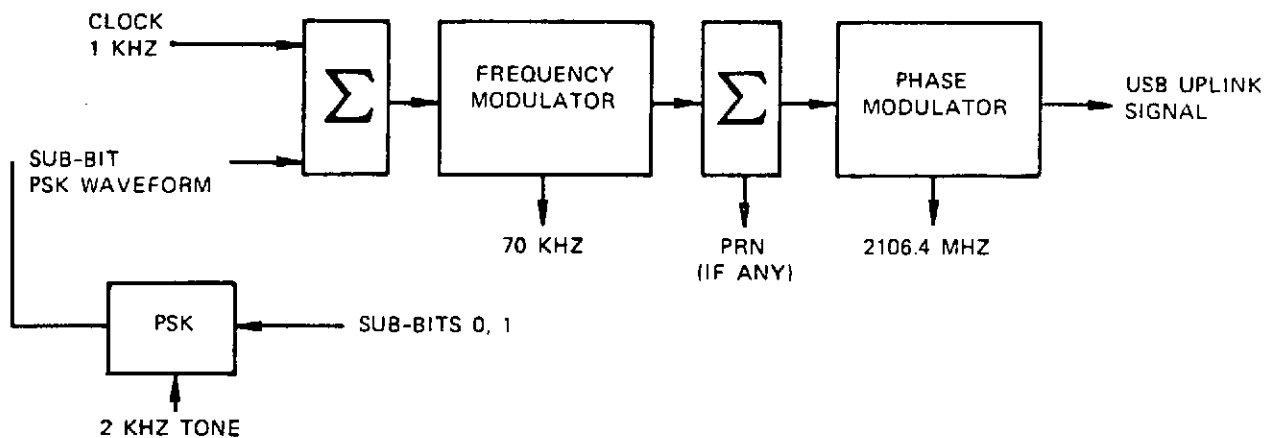 CLOCK
1 KHZ
Σ
FREQUENCY
MODULATOR
Σ
PHASE
MODULATOR
USB UPLINK
SIGNAL
SUB-BIT
PSK WAVEFORM
70 KHZ
PRN
(IF ANY)
2106.4 MHZ
PSK
SUB-BITS 0, 1
2 KHZ TONE